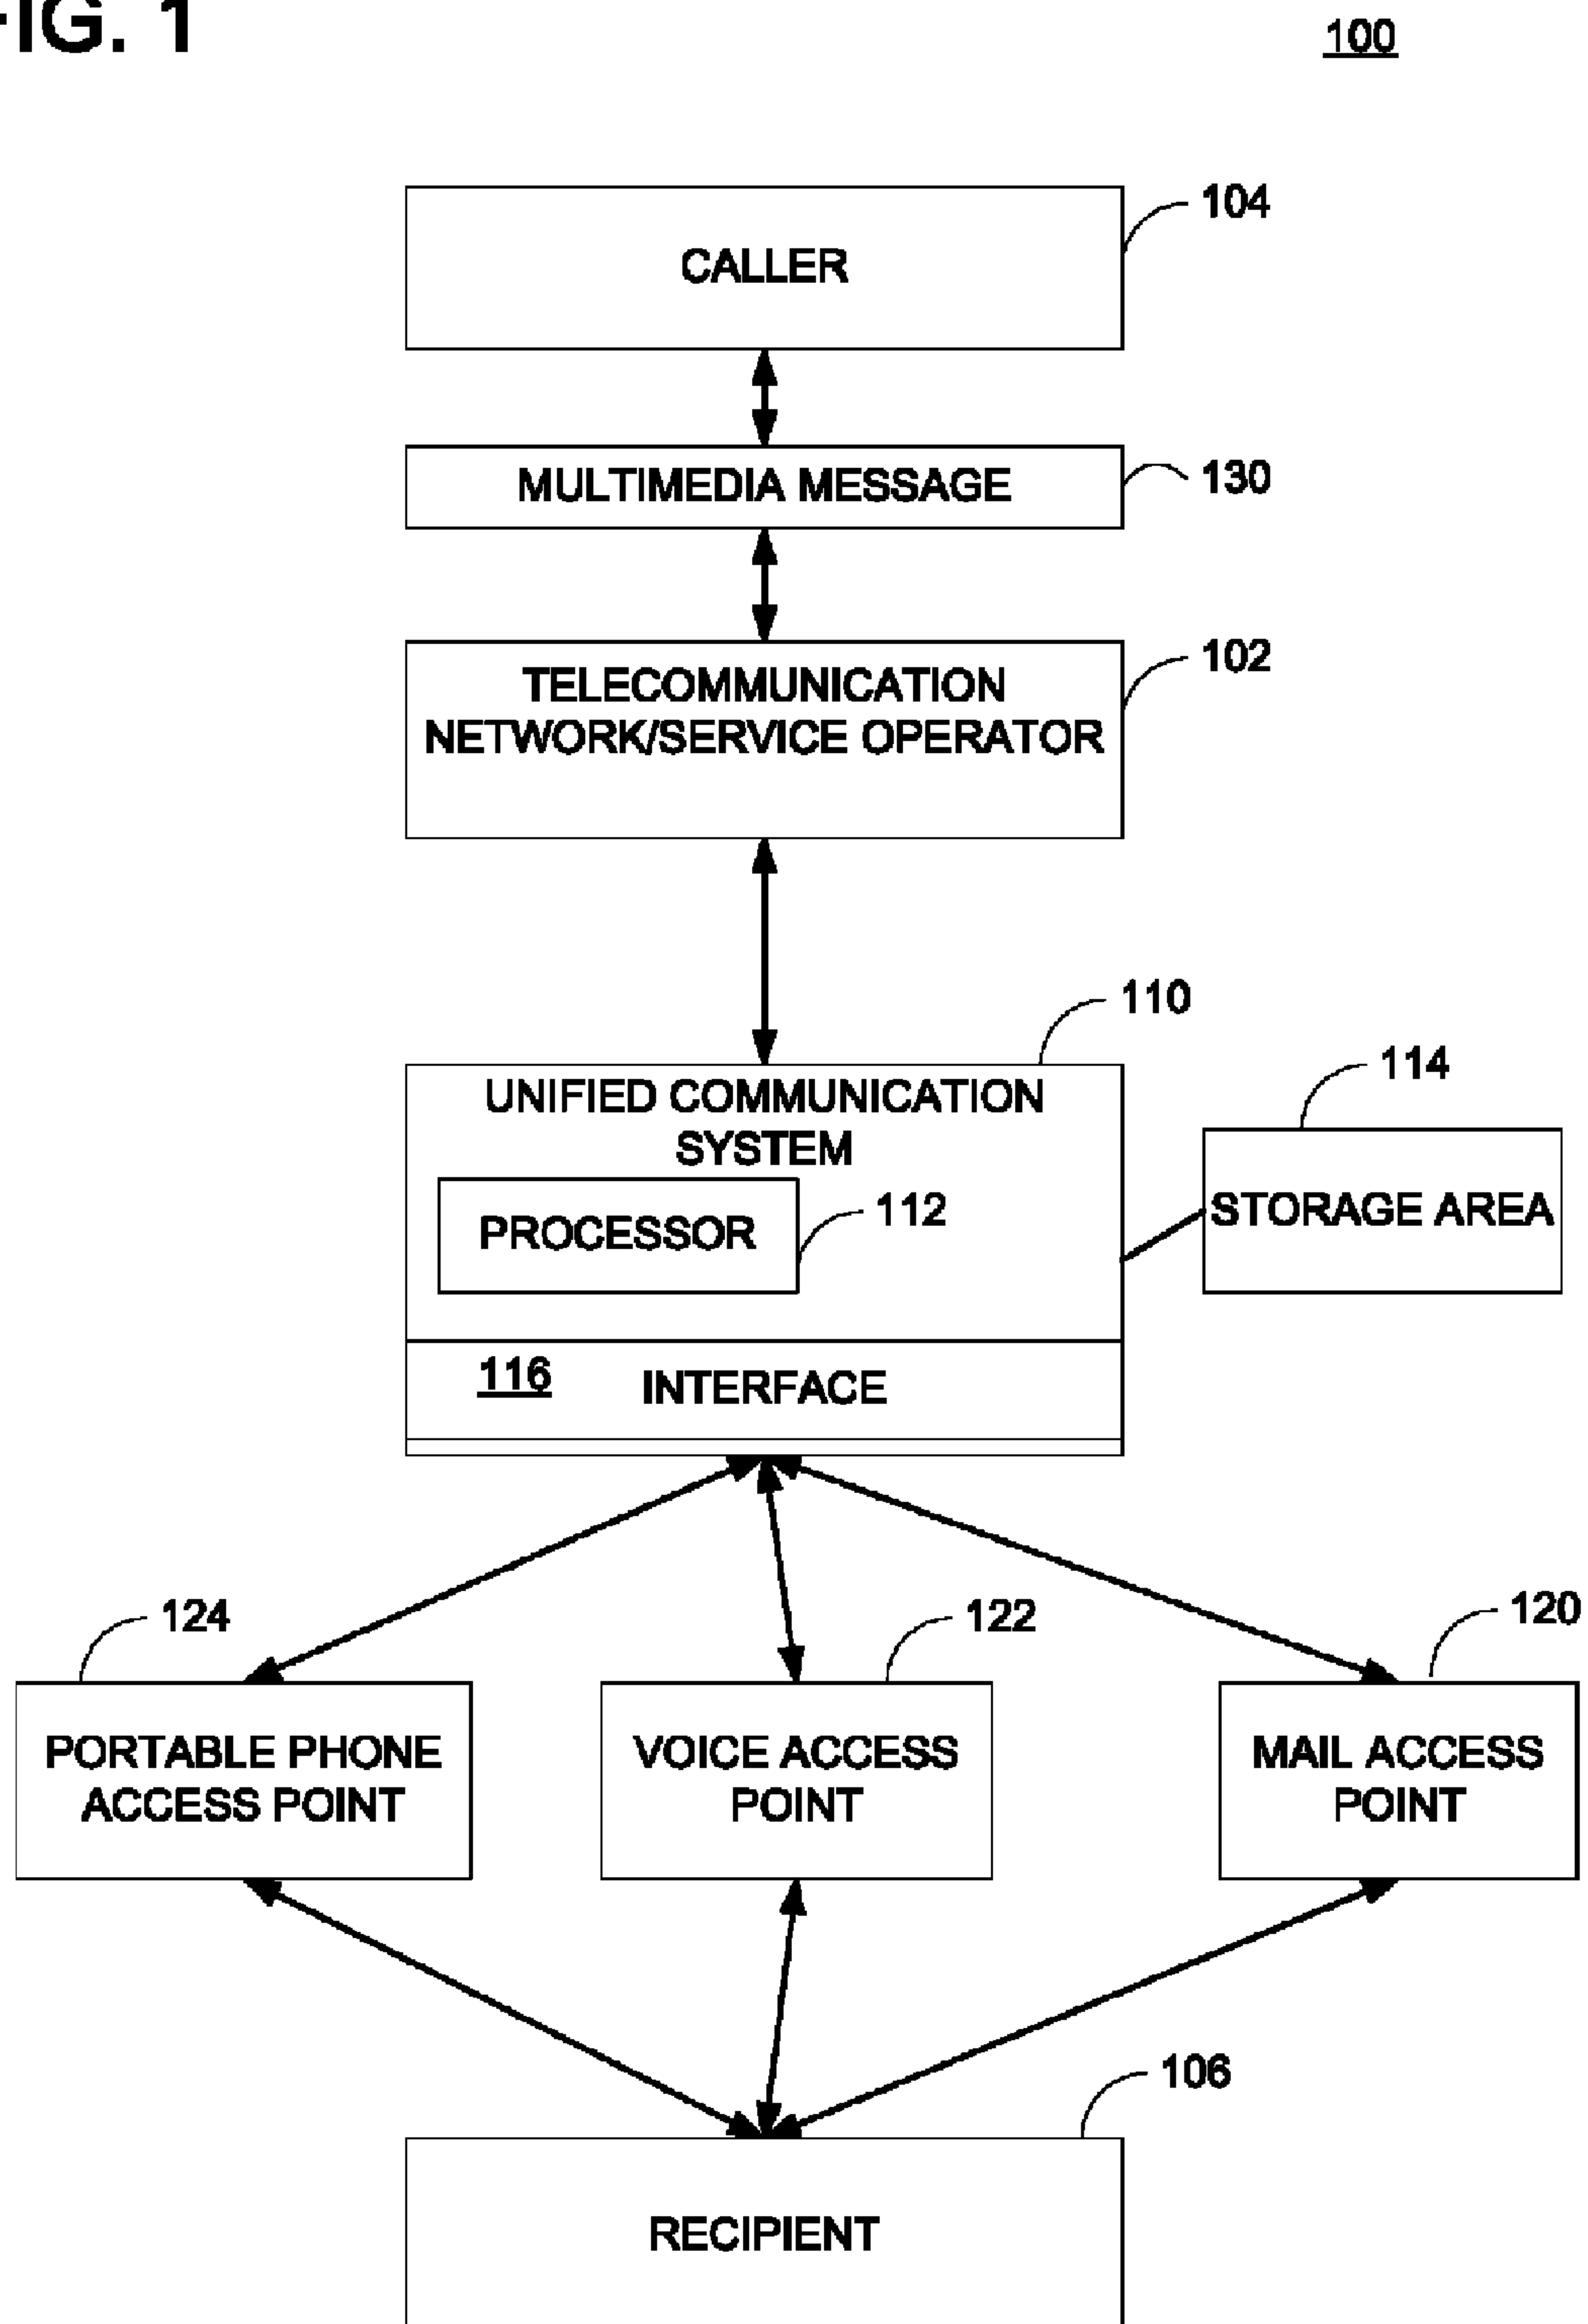 FIG. 1
100
104
CALLER
130
MULTIMEDIA MESSAGE
102
TELECOMMUNICATION
NETWORK/SERVICE OPERATOR
110
UNIFIED COMMUNICATION
SYSTEM
114
STORAGE AREA
112
PROCESSOR
116
INTERFACE
124
122
120
PORTABLE PHONE
ACCESS POINT
VOICE ACCESS
POINT
MAIL ACCESS
POINT
106
RECIPIENT